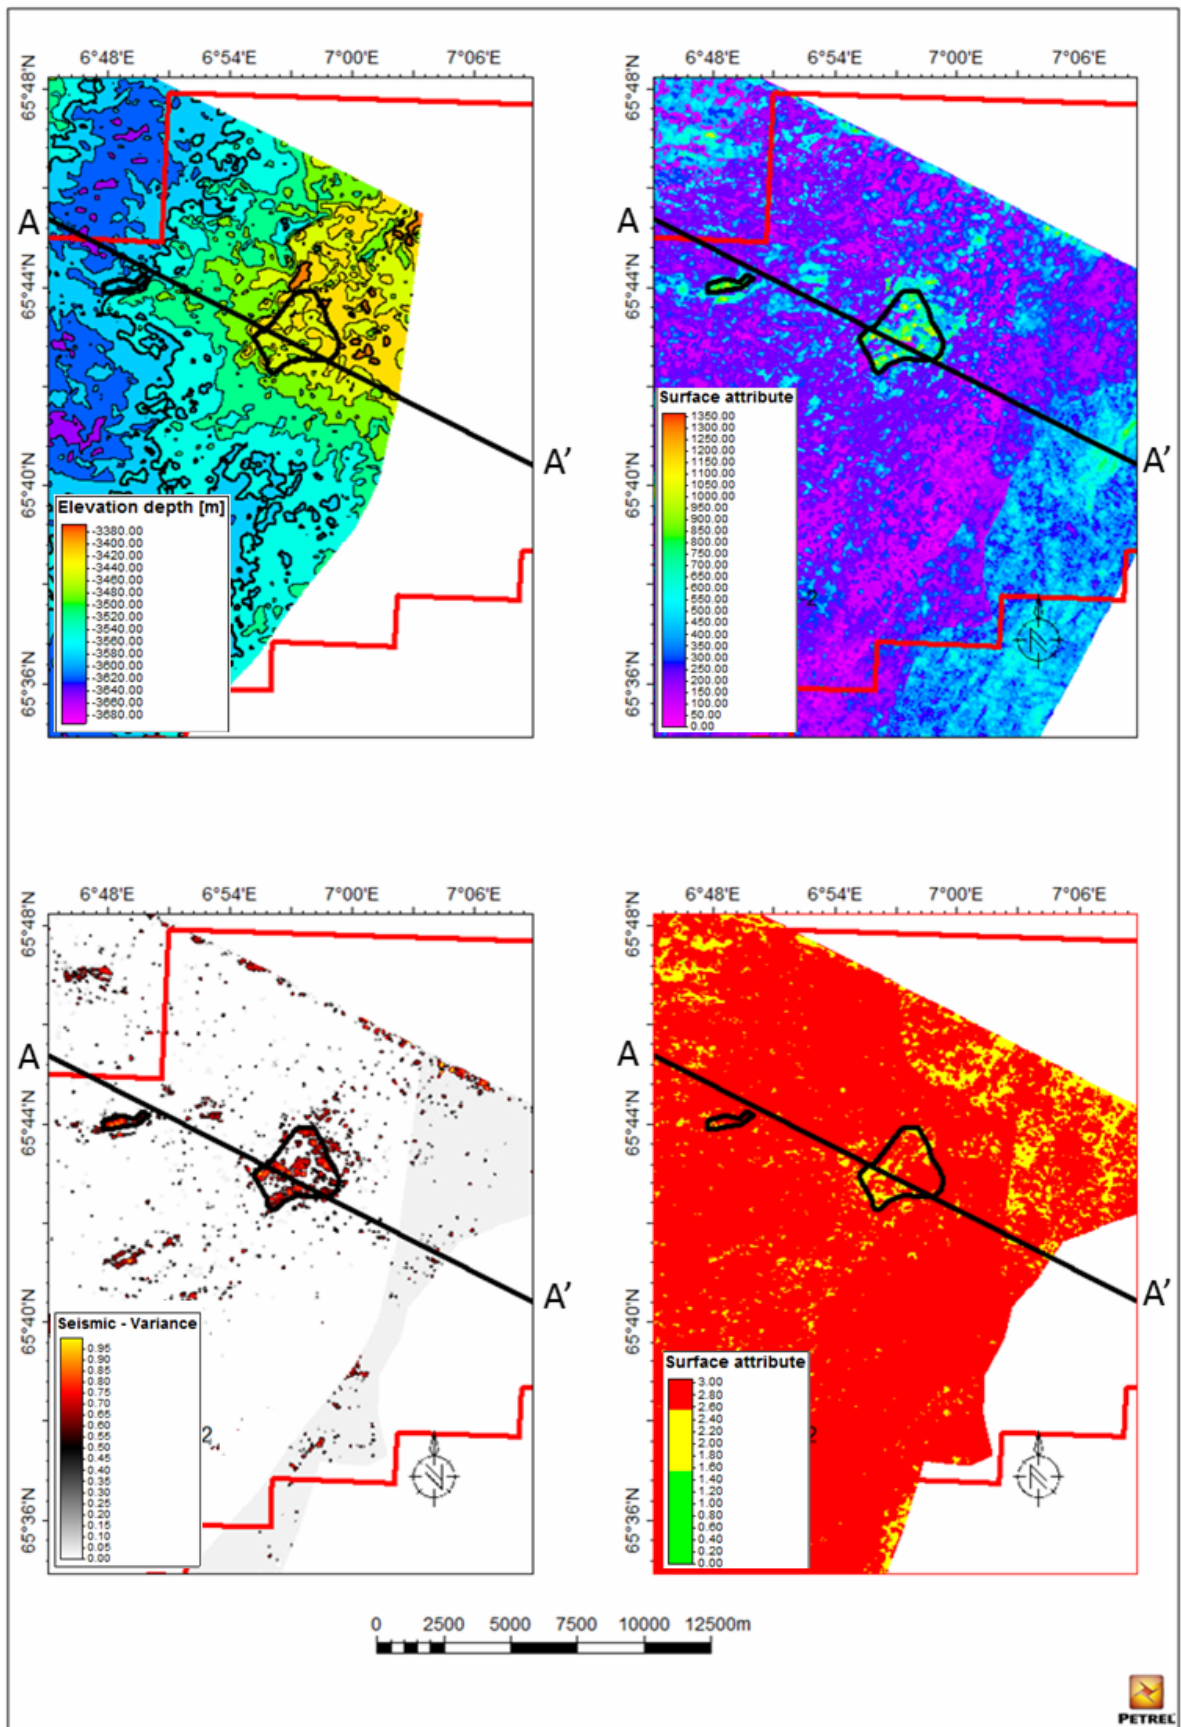 6°48'E 6°54'E 7°00'E 7°06'E
6°48'E 6°54'E 7°00'E 7°06'E
65°48'N
65°44'N
65°40'N
65°36'N
A
A'
Elevation depth [m]
-3380.00
-3400.00
-3420.00
-3440.00
-3460.00
-3480.00
-3500.00
-3520.00
-3540.00
-3560.00
-3580.00
-3600.00
-3620.00
-3640.00
-3660.00
-3680.00
65°48'N
65°44'N
65°40'N
65°36'N
A
A'
Surface attribute
1350.00
1300.00
1250.00
1200.00
1150.00
1100.00
1050.00
1000.00
950.00
900.00
850.00
800.00
750.00
700.00
650.00
600.00
550.00
500.00
450.00
400.00
350.00
300.00
250.00
200.00
150.00
100.00
50.00
0.00
2
6°48'E 6°54'E 7°00'E 7°06'E
6°48'E 6°54'E 7°00'E 7°06'E
65°48'N
65°44'N
65°40'N
65°36'N
A
A'
Seismic - Variance
0.95
0.90
0.85
0.80
0.75
0.70
0.65
0.60
0.55
0.50
0.45
0.40
0.35
0.30
0.25
0.20
0.15
0.10
0.05
0.00
2
65°48'N
65°44'N
65°40'N
65°36'N
A
A'
Surface attribute
3.00
2.80
2.60
2.40
2.20
2.00
1.80
1.60
1.40
1.20
1.00
0.80
0.60
0.40
0.20
0.00
2
0 2500 5000 7500 10000 12500m
PETREL